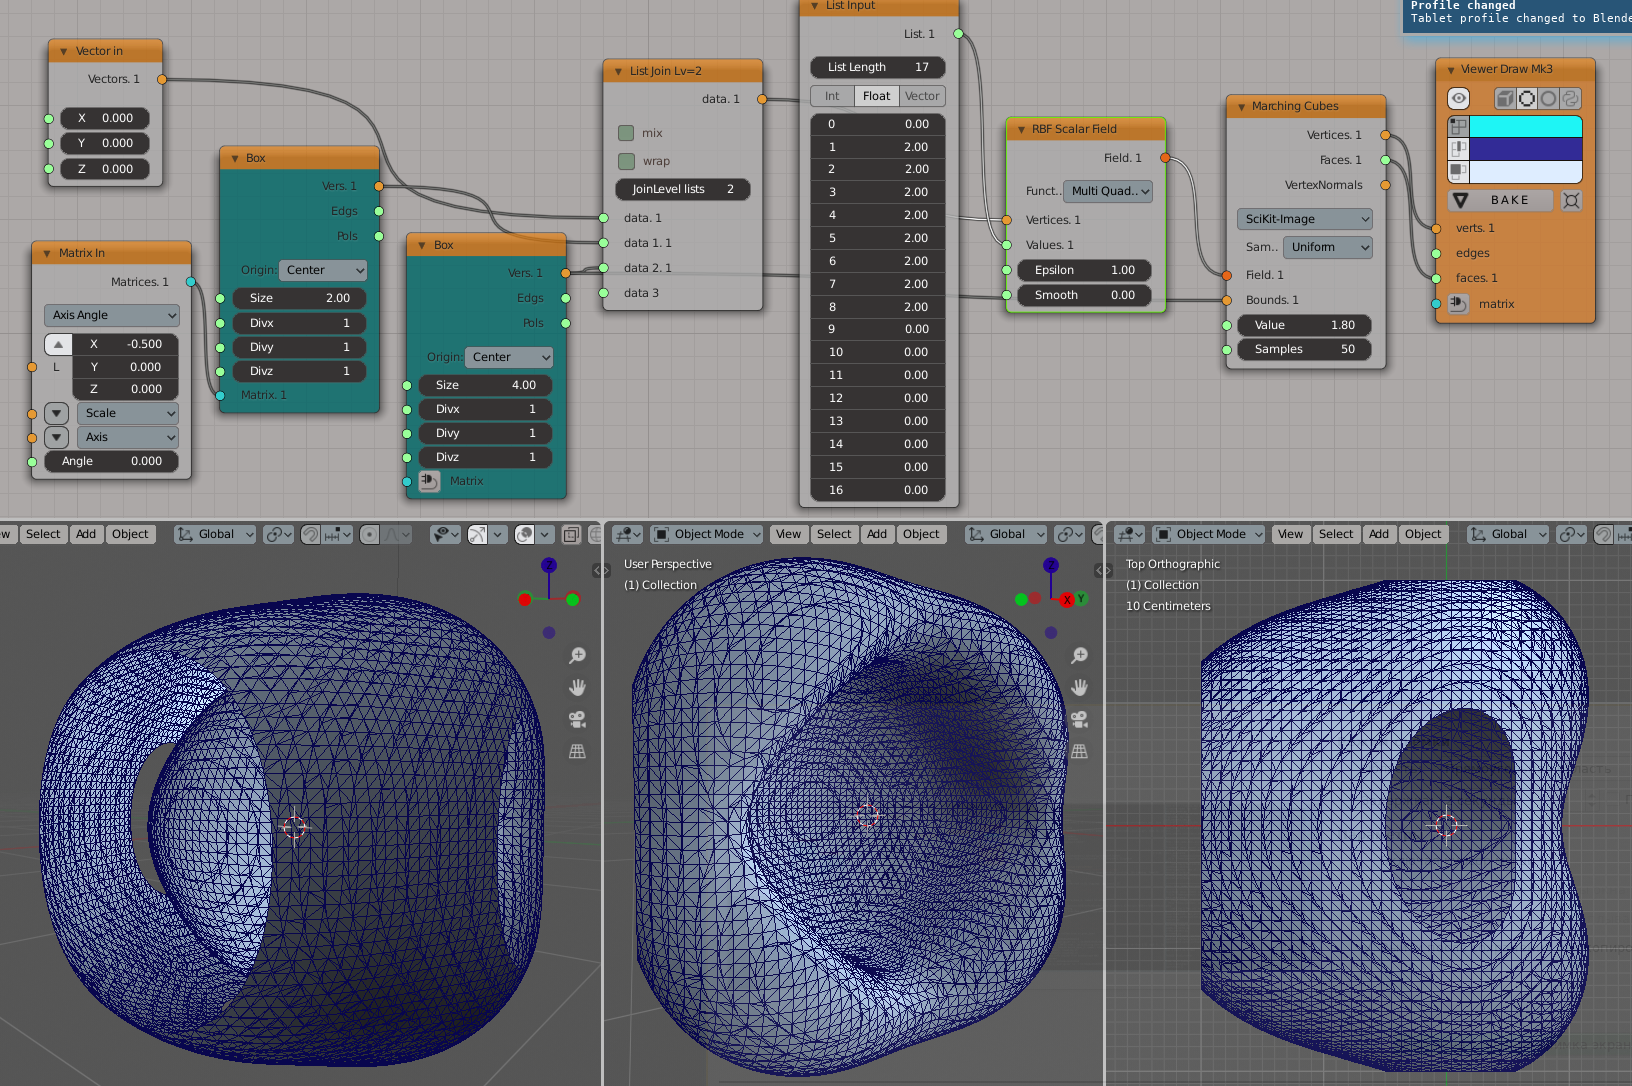 Profile changed
Tablet profile changed to Blende
Vector in
Vectors. 1
X 0.000
Y 0.000
Z 0.000
Matrix In
Matrices. 1
Axis Angle
X -0.500
L Y 0.000
Z 0.000
Scale
Axis
Angle 0.000
Box
Vers. 1
Edgs
Pols
Origin: Center
Size 2.00
Divx 1
Divy 1
Divz 1
Matrix. 1
Box
Vers. 1
Edgs
Pols
Origin: Center
Size 4.00
Divx 1
Divy 1
Divz 1
Matrix
List Join Lv=2
data. 1
mix
wrap
JoinLevel lists 2
data. 1
data 1. 1
data 2. 1
data 3
List Input
List. 1
List Length 17
Int Float Vector
0 0.00
1 2.00
2 2.00
3 2.00
4 2.00
5 2.00
6 2.00
7 2.00
8 2.00
9 0.00
10 0.00
11 0.00
12 0.00
13 0.00
14 0.00
15 0.00
16 0.00
RBF Scalar Field
Field. 1
Funct.. Multi Quad..
Vertices. 1
Values. 1
Epsilon 1.00
Smooth 0.00
Marching Cubes
Vertices. 1
Faces. 1
VertexNormals
SciKit-Image
Sam.. Uniform
Field. 1
Bounds. 1
Value 1.80
Samples 50
Viewer Draw Mk3
BAKE
verts. 1
edges
faces. 1
matrix
ew Select Add Object Global
Z
Object Mode View Select Add Object Global
User Perspective
(1) Collection
Z
X Y
Object Mode View Select Add Object Global
Top Orthographic
(1) Collection
10 Centimeters